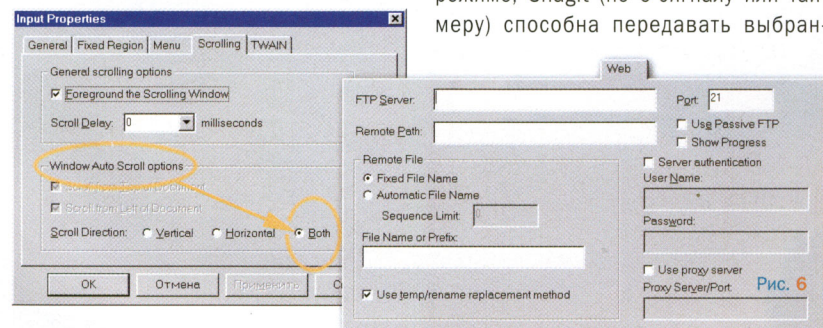 режиме, SnagIt (по с
меру) способна передавать выбран-
Input Properties
General Fixed Region Menu Scrolling TWAIN
General scrolling options
Foreground the Scrolling Window
Scroll Delay: 0 milliseconds
Window Auto Scroll options
Scroll from Top of Document
Scroll from Left of Document
Scroll Direction: Vertical Horizontal Both
OK Отмена Применить
Web
FTP Server: Port: 21
Remote Path: Use Passive FTP
Show Progress
Remote File
Fixed File Name
Automatic File Name
Sequence Limit: 0
File Name or Prefix:
Use temp/rename replacement method
Server authentication
User Name:
*
Password:
Use proxy server
Proxy Server/Port
Рис. 6